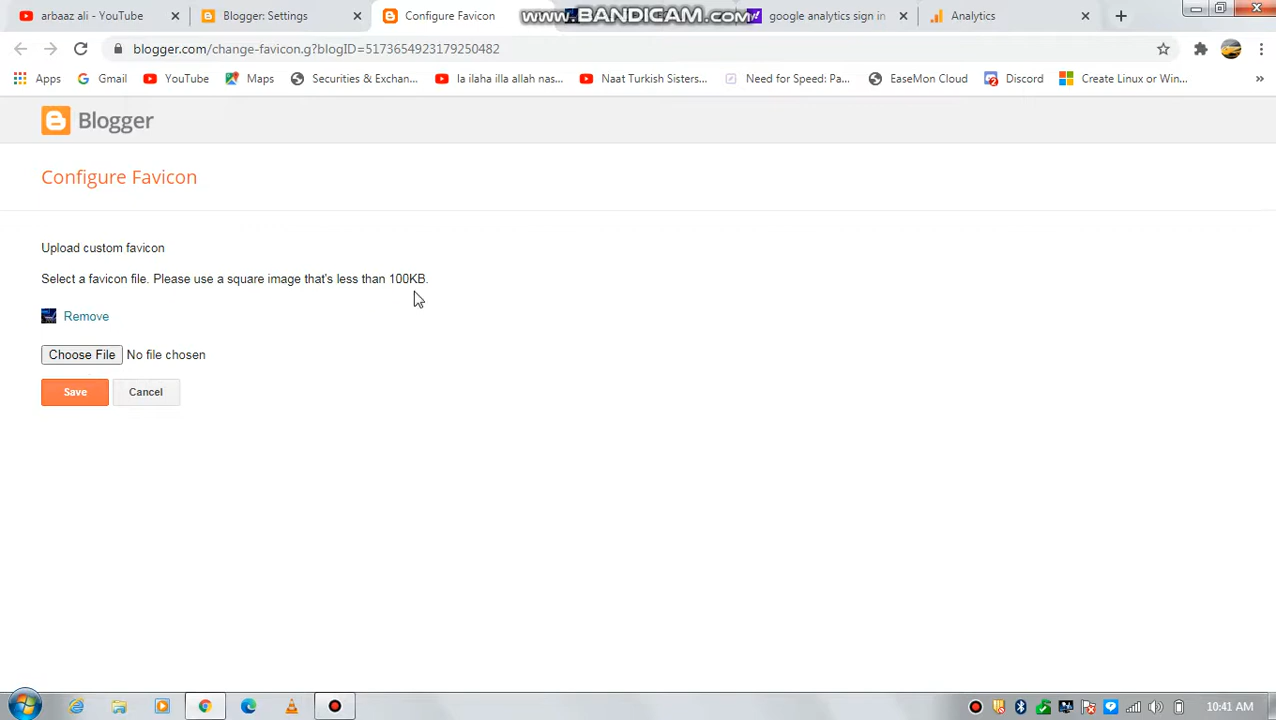 arbaaz ali - YouTube
Blogger: Settings
Configure Favicon
www.BANDICAM.com
google analytics sign in
Analytics
blogger.com/change-favicon.g?blogID=5173654923179250482
Apps
Gmail
YouTube
Maps
Securities & Exchan...
la ilaha illa allah nas...
Naat Turkish Sisters...
Need for Speed: Pa...
EaseMon Cloud
Discord
Create Linux or Win...
»
Blogger
Configure Favicon
Upload custom favicon
Select a favicon file. Please use a square image that's less than 100KB.
Remove
Choose File No file chosen
Save Cancel
10:41 AM